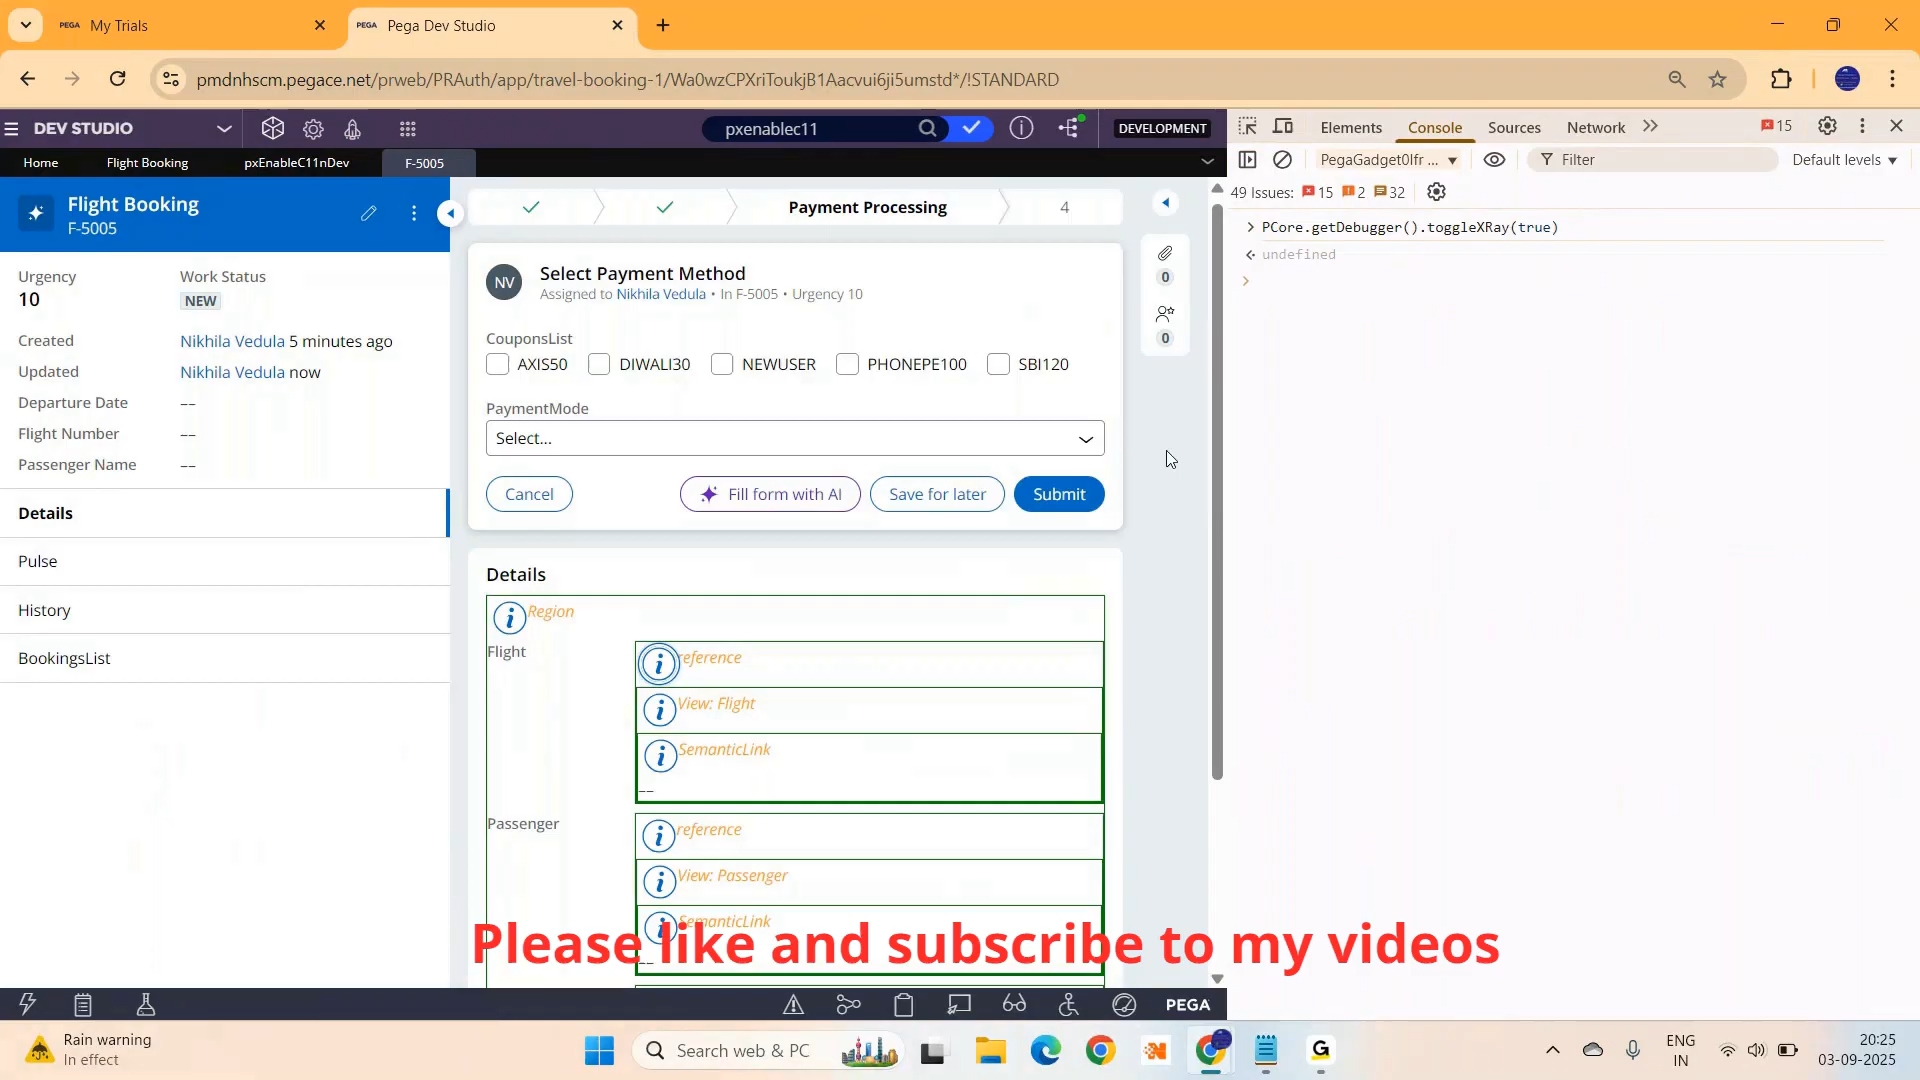 PEGA My Trials
PEGA Pega Dev Studio
pmdnhscm.pegace.net/prweb/PRAuth/app/travel-booking-1/Wa0wzCPXriToukjB1Aacvui6ji5umstd*/!STANDARD
DEV STUDIO
pxenablec11
DEVELOPMENT
Elements
Console
Sources
Network
15
Home
Flight Booking
pxEnableC11nDev
F-5005
PegaGadget0Ifr ...
Filter
Default levels
49 Issues: 15 2 32
PCore.getDebugger().toggleXRay(true)
undefined
Flight Booking
F-5005
Urgency
10
Work Status
NEW
Created
Nikhila Vedula 5 minutes ago
Updated
Nikhila Vedula now
Departure Date
––
Flight Number
––
Passenger Name
––
Details
Pulse
History
BookingsList
Payment Processing
4
NV
Select Payment Method
Assigned to Nikhila Vedula • In F-5005 • Urgency 10
CouponsList
AXIS50
DIWALI30
NEWUSER
PHONEPE100
SBI120
PaymentMode
Select...
Cancel
Fill form with AI
Save for later
Submit
0
0
Details
Region
Flight
reference
View: Flight
SemanticLink
––
Passenger
reference
View: Passenger
SemanticLink
––
Please like and subscribe to my videos
PEGA
Rain warning
In effect
Search web & PC
ENG
IN
20:25
03-09-2025